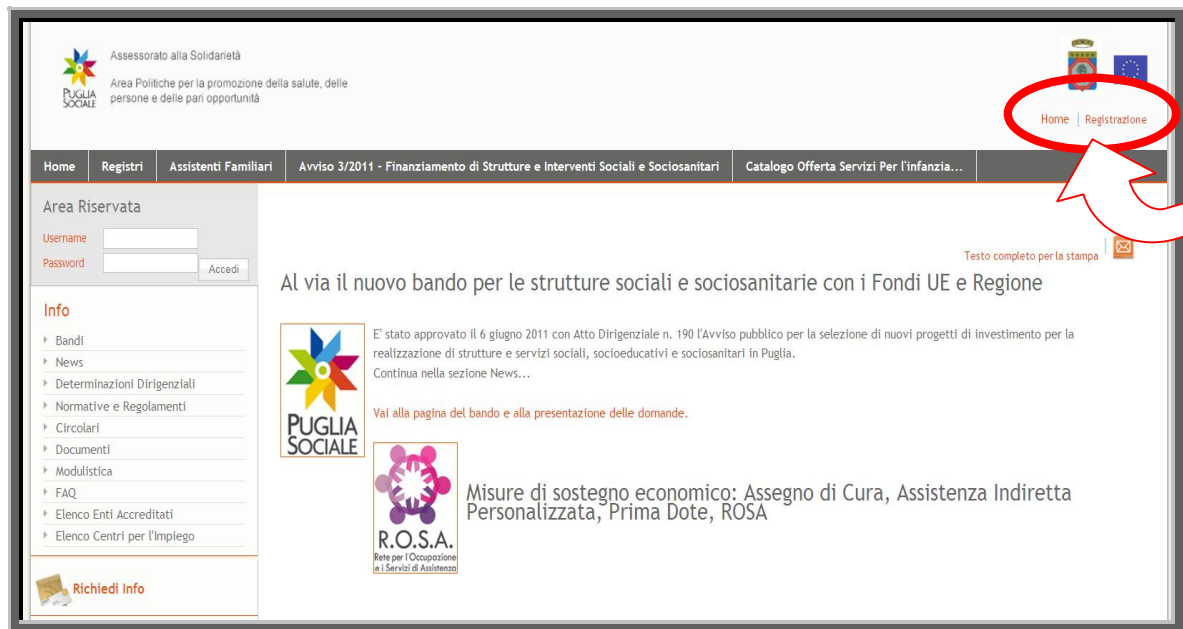 Assessorato alla Solidarietà
Area Politiche per la promozione della salute, delle
persone e delle pari opportunità
PUGLIA
SOCIALE
Home | Registrazione
Home Registri Assistenti Familiari Avviso 3/2011 - Finanziamento di Strutture e Interventi Sociali e Sociosanitari Catalogo Offerta Servizi Per l'infanzia...
Area Riservata
Username
Password
Accedi
Info
Bandi
News
Determinazioni Dirigenziali
Normative e Regolamenti
Circolari
Documenti
Modulistica
FAQ
Elenco Enti Accreditati
Elenco Centri per l'Impiego
Richiedi Info
Testo completo per la stampa
Al via il nuovo bando per le strutture sociali e sociosanitarie con i Fondi UE e Regione
PUGLIA
SOCIALE
E' stato approvato il 6 giugno 2011 con Atto Dirigenziale n. 190 l'Avviso pubblico per la selezione di nuovi progetti di investimento per la
realizzazione di strutture e servizi sociali, socioeducativi e sociosanitari in Puglia.
Continua nella sezione News...
Vai alla pagina del bando e alla presentazione delle domande.
R.O.S.A.
Rete per l'Occupazione
e i Servizi di Assistenza
Misure di sostegno economico: Assegno di Cura, Assistenza Indiretta
Personalizzata, Prima Dote, ROSA